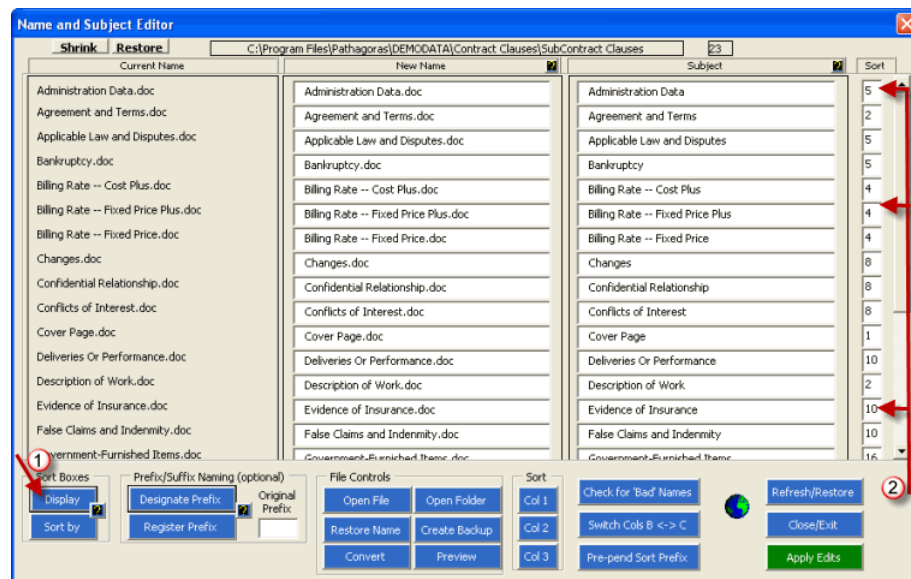 Name and Subject Editor
Shrink Restore C:\Program Files\Pathagoras\DEMODATA\Contract Clauses\SubContract Clauses 23
Current Name New Name ? Subject ? Sort
Administration Data.doc Administration Data.doc Administration Data 5
Agreement and Terms.doc Agreement and Terms.doc Agreement and Terms 2
Applicable Law and Disputes.doc Applicable Law and Disputes.doc Applicable Law and Disputes 5
Bankruptcy.doc Bankruptcy.doc Bankruptcy 5
Billing Rate -- Cost Plus.doc Billing Rate -- Cost Plus.doc Billing Rate -- Cost Plus 4
Billing Rate -- Fixed Price Plus.doc Billing Rate -- Fixed Price Plus.doc Billing Rate -- Fixed Price Plus 4
Billing Rate -- Fixed Price.doc Billing Rate -- Fixed Price.doc Billing Rate -- Fixed Price 4
Changes.doc Changes.doc Changes 8
Confidential Relationship.doc Confidential Relationship.doc Confidential Relationship 8
Conflicts of Interest.doc Conflicts of Interest.doc Conflicts of Interest 8
Cover Page.doc Cover Page.doc Cover Page 1
Deliveries Or Performance.doc Deliveries Or Performance.doc Deliveries Or Performance 10
Description of Work.doc Description of Work.doc Description of Work 2
Evidence of Insurance.doc Evidence of Insurance.doc Evidence of Insurance 10
False Claims and Indenmity.doc False Claims and Indenmity.doc False Claims and Indenmity 10
Government-Furnished Items.doc Government-Furnished Items.doc Government-Furnished Items 16
1
Sort Boxes Prefix/Suffix Naming (optional) File Controls Sort
Display ? Designate Prefix ? Original Prefix Open File Open Folder Col 1 Check for 'Bad' Names Refresh/Restore 2
Sort by Register Prefix Restore Name Create Backup Col 2 Switch Cols B <-> C Close/Exit
Convert Preview Col 3 Pre-pend Sort Prefix Apply Edits